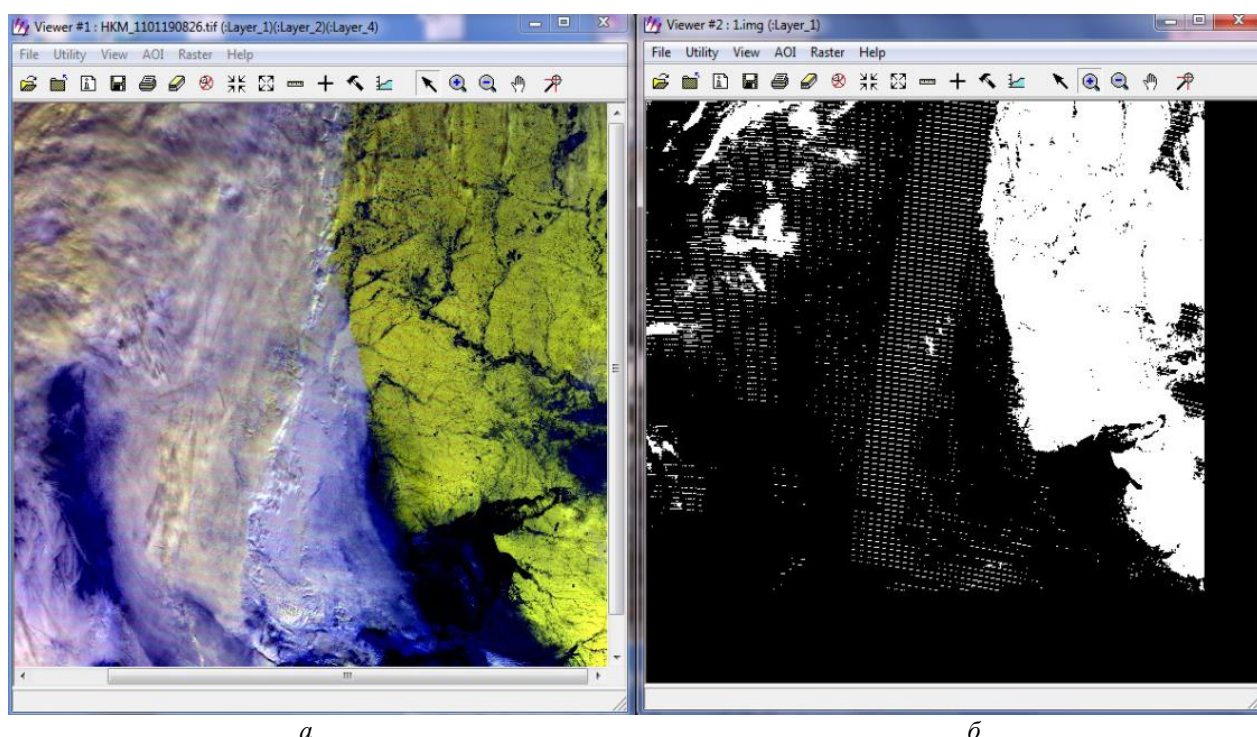 Viewer #1 : HKM_1101190826.tif (:Layer_1)(:Layer_2)(:Layer_4)
File Utility View AOI Raster Help
Viewer #2 : 1.img (:Layer_1)
File Utility View AOI Raster Help
а
б